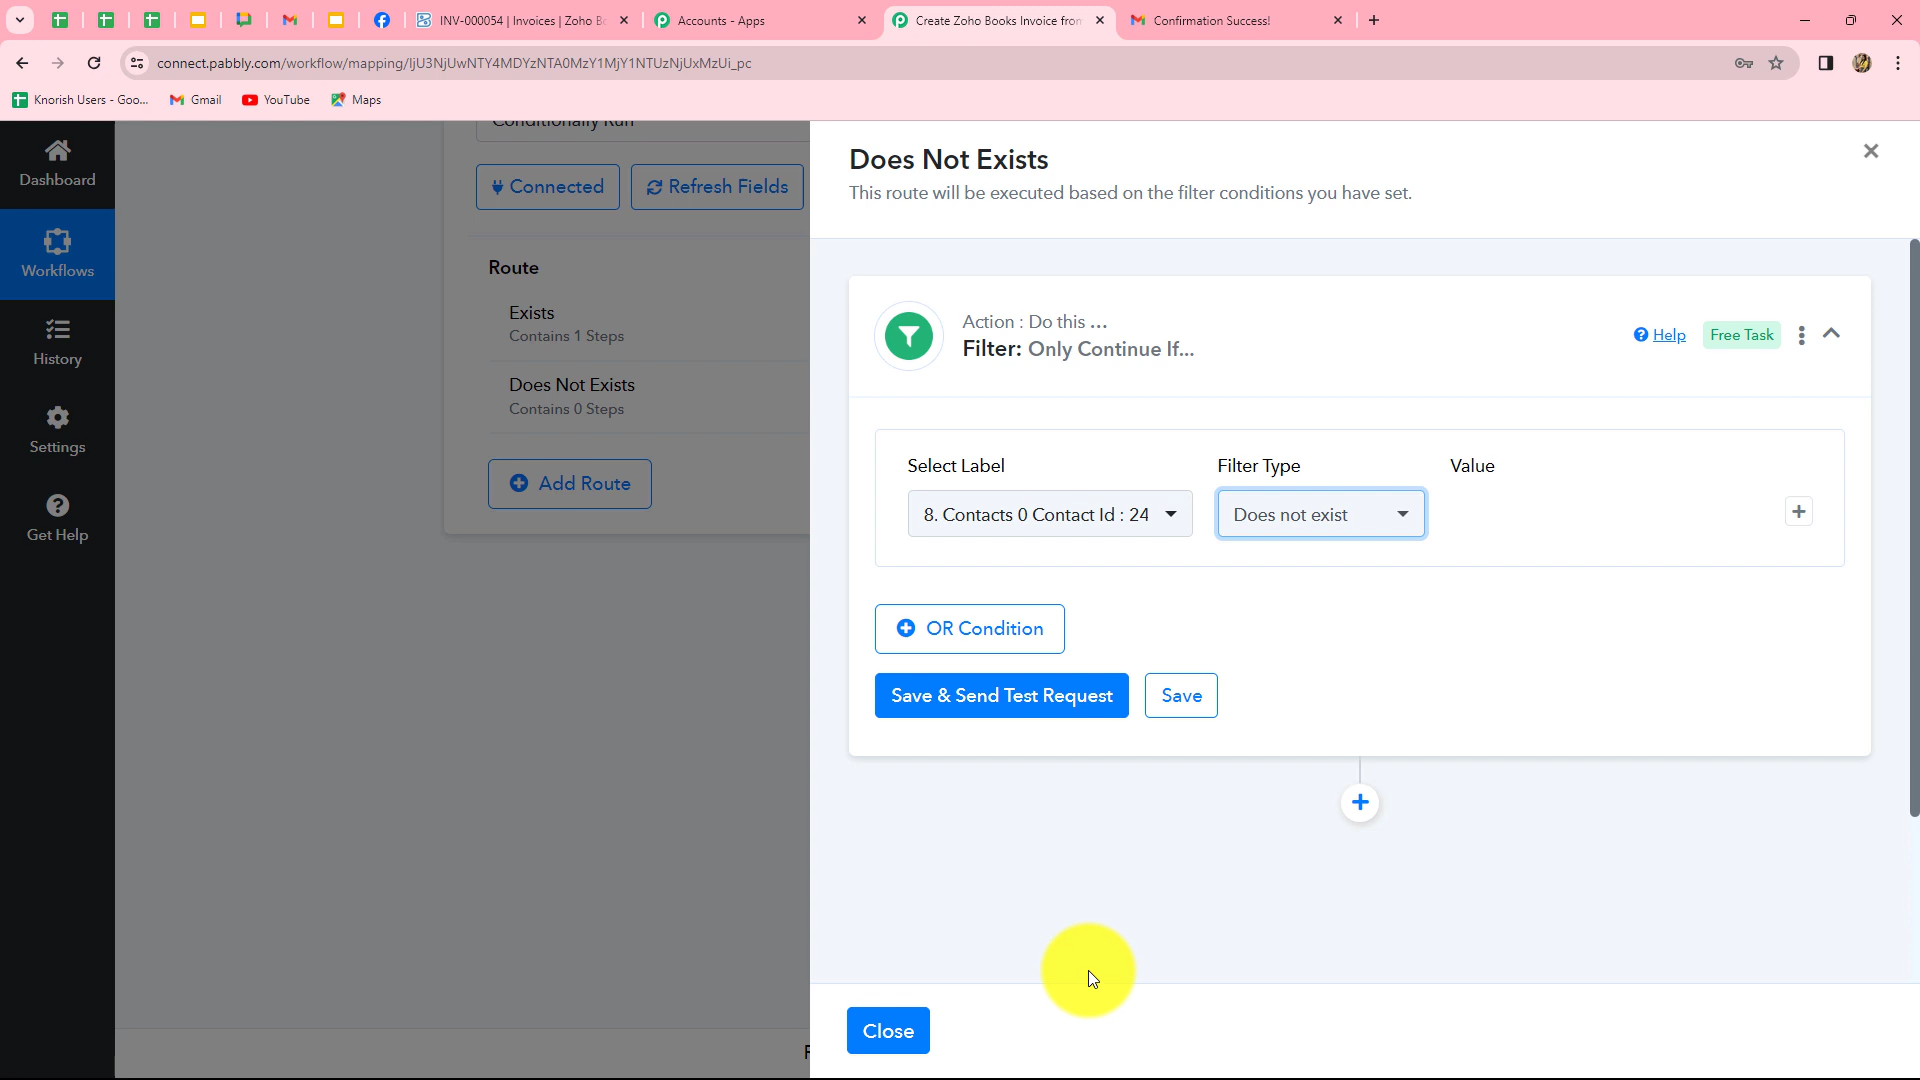 INV-000054 | Invoices | Zoho B
Accounts - Apps
Create Zoho Books Invoice from
Confirmation Success!
connect.pabbly.com/workflow/mapping/IjU3NjUwNTY4MDYzNTA0MzY1MjY1NTUzNjUxMzUi_pc
Knorish Users - Goo...
Gmail
YouTube
Maps
Dashboard
Workflows
History
Settings
Get Help
Conditionally Run
Connected
Refresh Fields
Route
Exists
Contains 1 Steps
Does Not Exists
Contains 0 Steps
Add Route
Does Not Exists
This route will be executed based on the filter conditions you have set.
Action : Do this ...
Filter: Only Continue If...
Help
Free Task
Select Label
Filter Type
Value
8. Contacts 0 Contact Id : 24
Does not exist
OR Condition
Save & Send Test Request
Save
Close